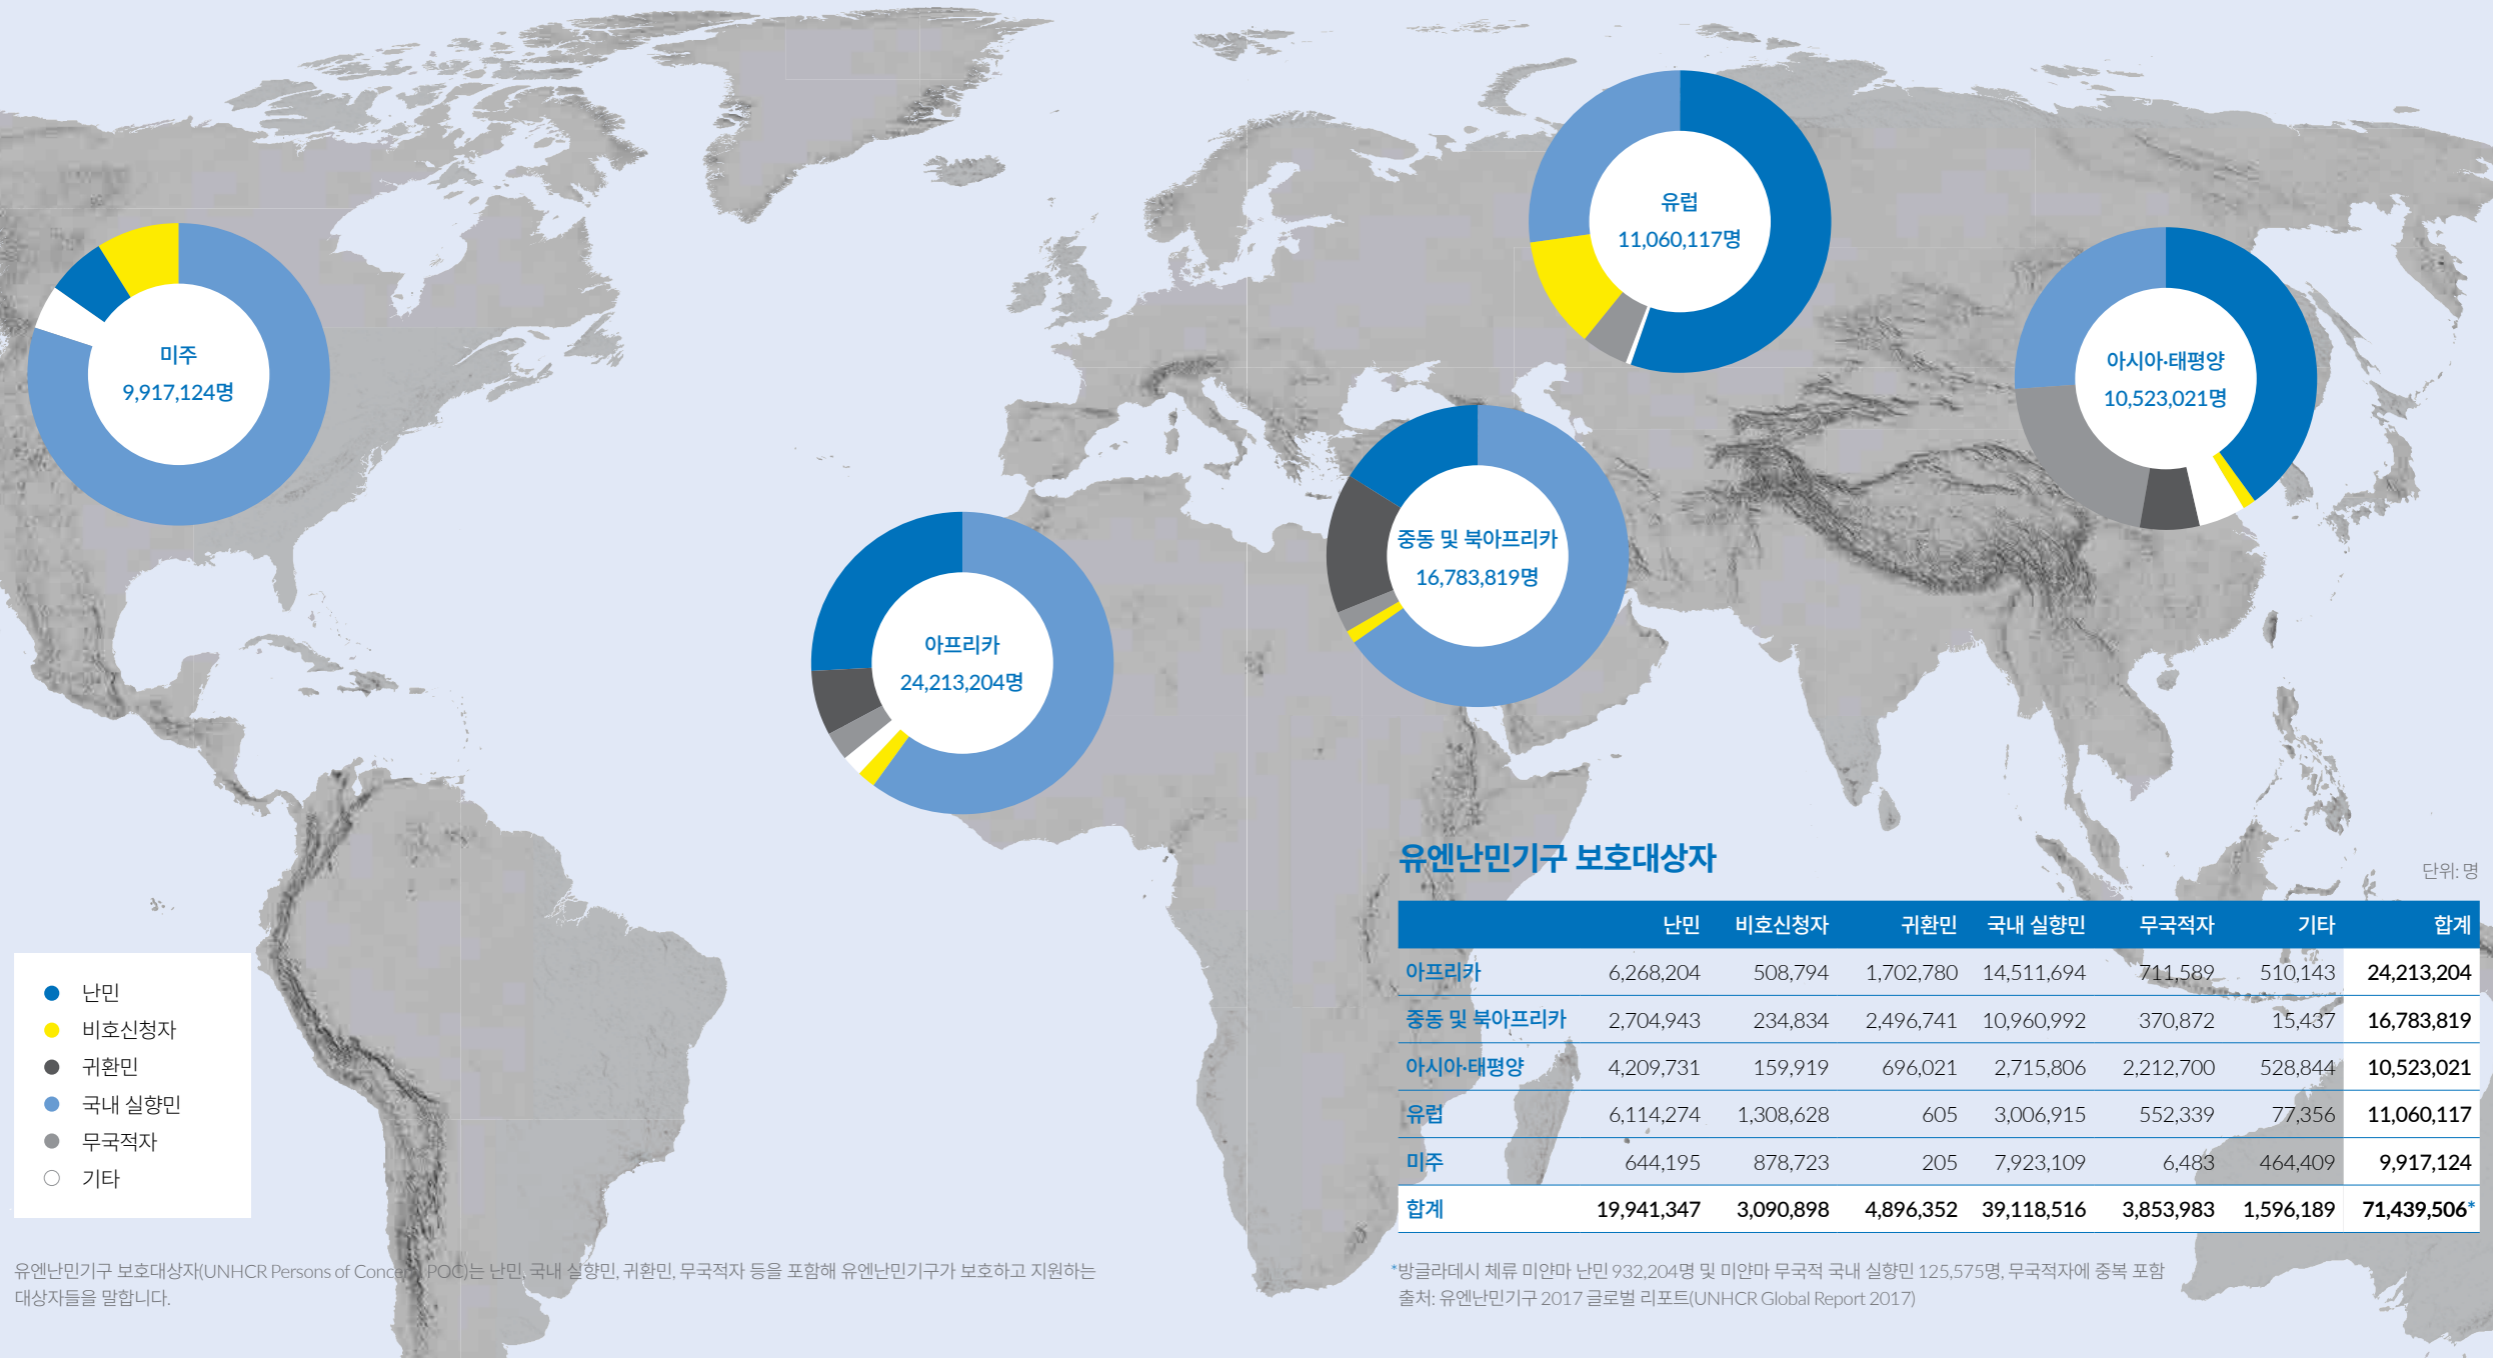 유럽
11,060,117명
미주
9,917,124명
아시아·태평양
10,523,021명
중동 및 북아프리카
16,783,819명
아프리카
24,213,204명
유엔난민기구 보호대상자
단위: 명
난민 비호신청자 귀환민 국내 실향민 무국적자 기타 합계
아프리카 6,268,204 508,794 1,702,780 14,511,694 711,589 510,143 24,213,204
중동 및 북아프리카 2,704,943 234,834 2,496,741 10,960,992 370,872 15,437 16,783,819
아시아·태평양 4,209,731 159,919 696,021 2,715,806 2,212,700 528,844 10,523,021
유럽 6,114,274 1,308,628 605 3,006,915 552,339 77,356 11,060,117
미주 644,195 878,723 205 7,923,109 6,483 464,409 9,917,124
합계 19,941,347 3,090,898 4,896,352 39,118,516 3,853,983 1,596,189 71,439,506*
난민
비호신청자
귀환민
국내 실향민
무국적자
기타
유엔난민기구 보호대상자(UNHCR Persons of Concern, POC)는 난민, 국내 실향민, 귀환민, 무국적자 등을 포함해 유엔난민기구가 보호하고 지원하는
대상자들을 말합니다.
*방글라데시 체류 미얀마 난민 932,204명 및 미얀마 무국적 국내 실향민 125,575명, 무국적자에 중복 포함
출처: 유엔난민기구 2017 글로벌 리포트(UNHCR Global Report 2017)